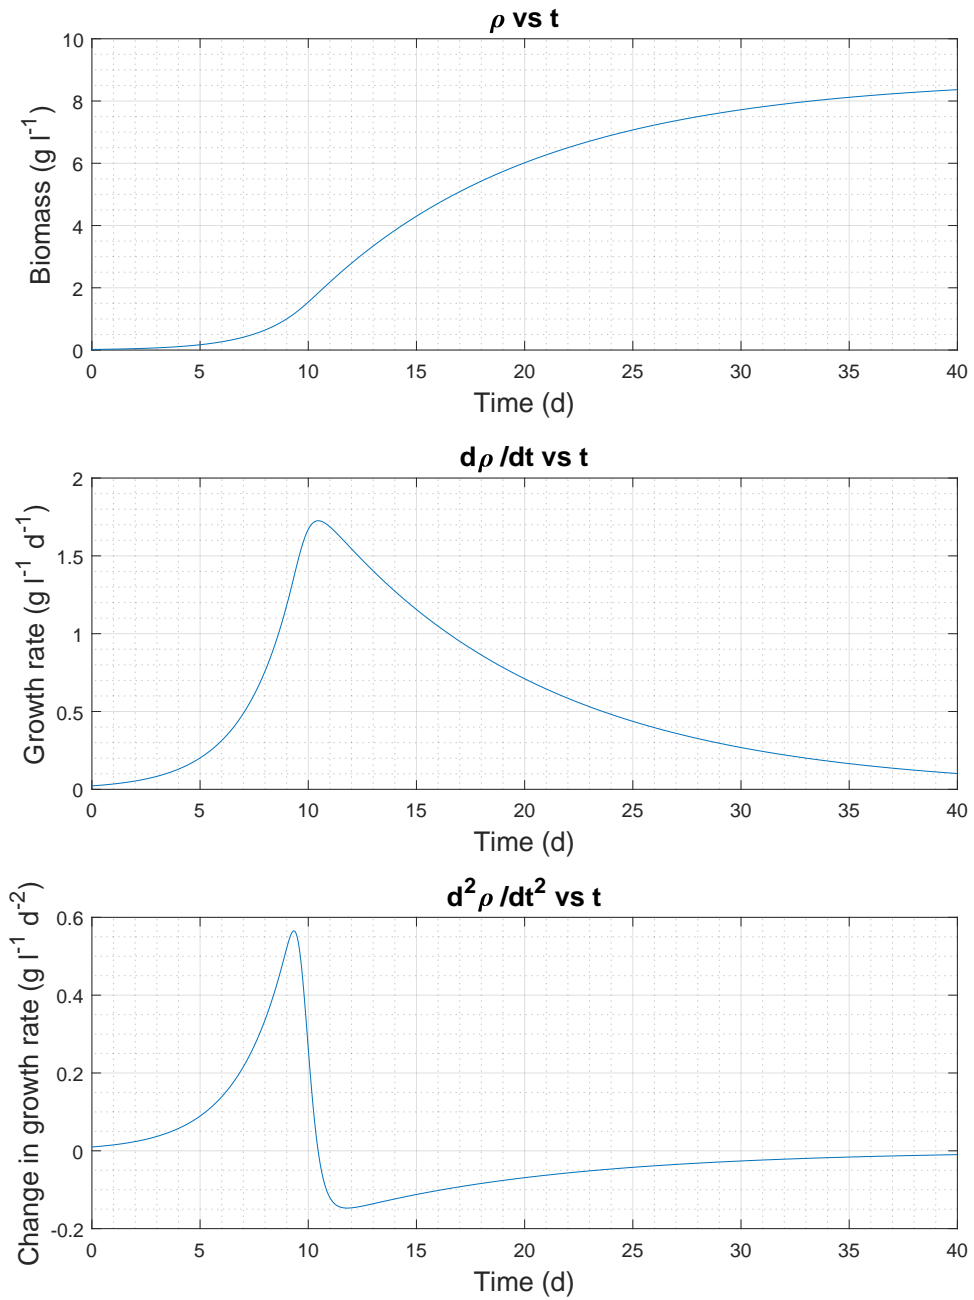 ρ vs t
Biomass (g l⁻¹)
10
8
6
4
2
0
0 5 10 15 20 25 30 35 40
Time (d)
dρ /dt vs t
Growth rate (g l⁻¹ d⁻¹)
2
1.5
1
0.5
0
0 5 10 15 20 25 30 35 40
Time (d)
d²ρ /dt² vs t
Change in growth rate (g l⁻¹ d⁻²)
0.6
0.4
0.2
0
-0.2
0 5 10 15 20 25 30 35 40
Time (d)